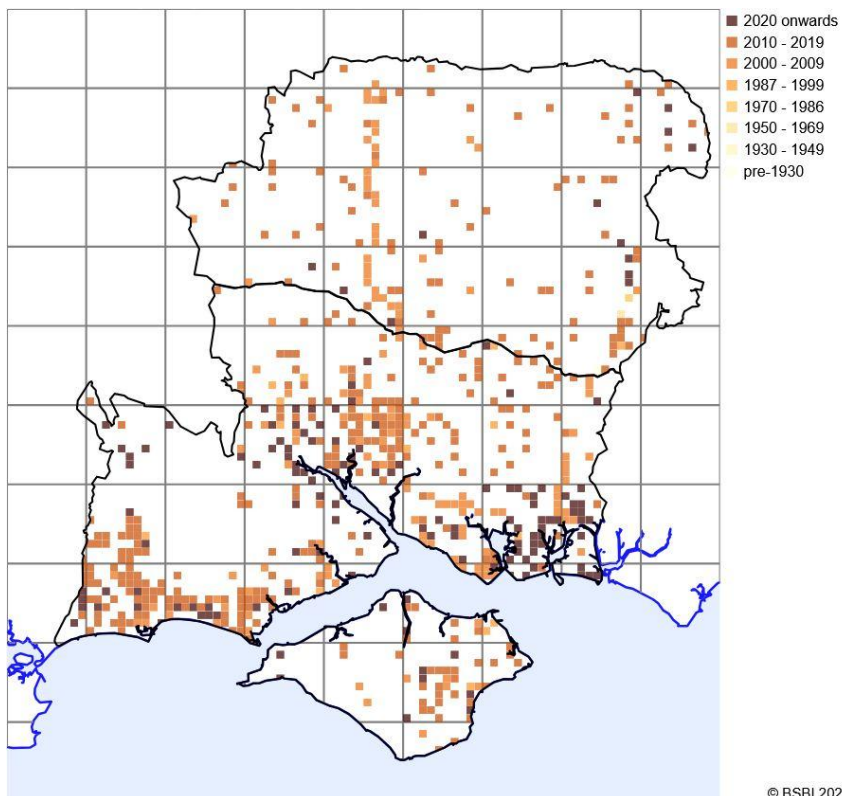 2020 onwards
2010 - 2019
2000 - 2009
1987 - 1999
1970 - 1986
1950 - 1969
1930 - 1949
pre-1930
© BSBI 202